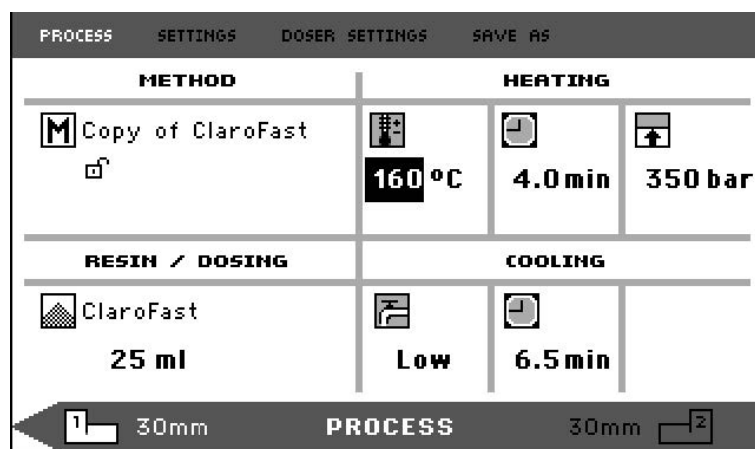 PROCESS SETTINGS DOSER SETTINGS SAVE AS
METHOD HEATING
M Copy of ClaroFast
160 ºC 4.0 min 350 bar
RESIN / DOSING COOLING
ClaroFast
25 ml Low 6.5 min
1 30mm PROCESS 30mm 2